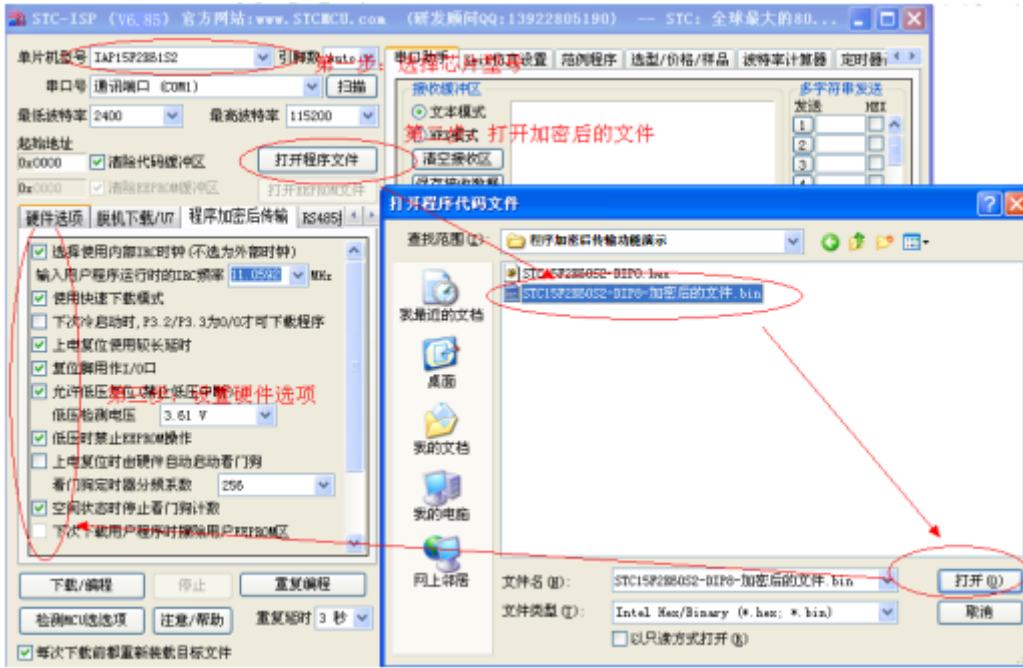 STC-ISP (V6.85) 官方网站:www.STCMCU.com (研发顾问QQ:13922805190) -- STC: 全球最大的80...
单片机型号 IAP15F2K61S2 引脚数 Auto
第一步: 选择芯片型号
串口助手 Keil仿真设置 范例程序 选型/价格/样品 波特率计算器 定时器
串口号 通讯端口 (COM1) 扫描
最低波特率 2400 最高波特率 115200
起始地址
0x0000 清除代码缓冲区 打开程序文件
0x0000 清除EEPROM缓冲区 打开EEPROM文件
接收缓冲区 多字符串发送
文本模式 发送 HEX
HEX模式 1
第二步: 打开加密后的文件
2
清空接收区 3
保存接收数据 4
硬件选项 脱机下载/U7 程序加密后传输 RS485
选择使用内部IRC时钟(不选为外部时钟)
输入用户程序运行时的IRC频率 11.0592 MHz
使用快速下载模式
下次冷启动时,P3.2/P3.3为0/0才可下载程序
上电复位使用较长延时
复位脚用作I/O口
允许低压复位(禁止低压中断)
第三步: 设置硬件选项
低压检测电压 3.61 V
低压时禁止EEPROM操作
上电复位时由硬件自动启动看门狗
看门狗定时器分频系数 256
空闲状态时停止看门狗计数
下次下载用户程序时擦除用户EEPROM区
下载/编程 停止 重复编程
检测MCU选项 注意/帮助 重复延时 3 秒
每次下载前都重新装载目标文件
打开程序代码文件
查找范围(I): 程序加密后传输功能演示
我最近的文档
桌面
我的文档
我的电脑
网上邻居
文件名(N): 打开(O)
文件类型(T): Intel Hex/Binary (*.hex; *.bin) 取消
以只读方式打开(R)